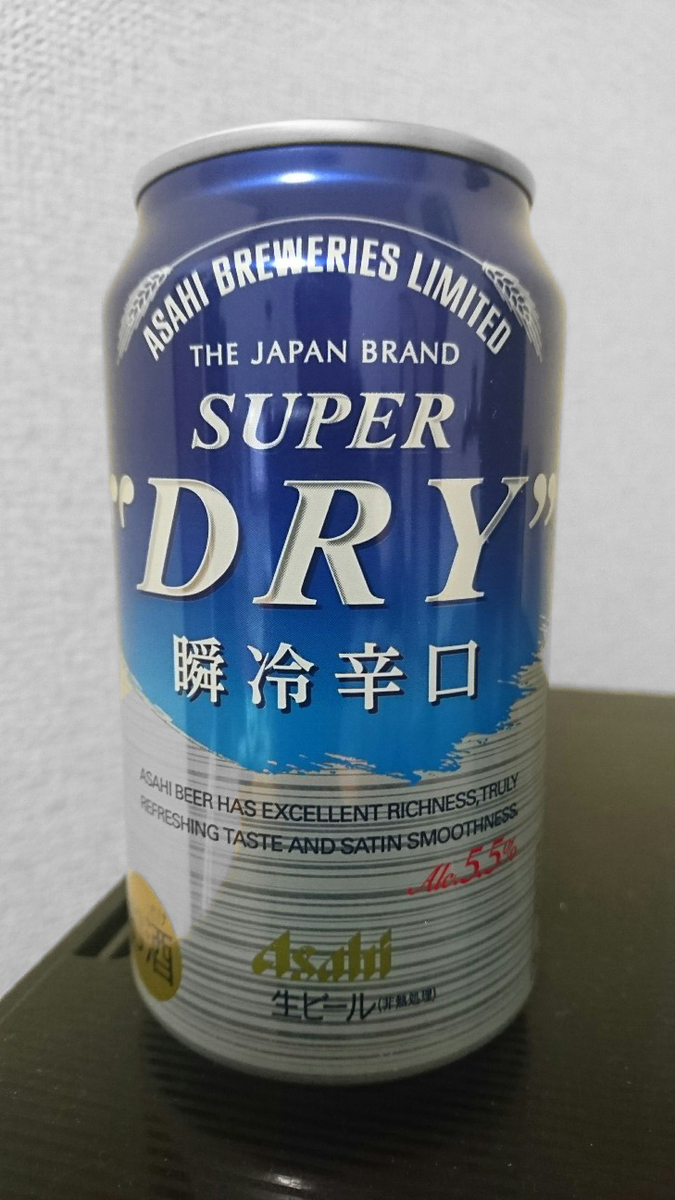 ASAHI BREWERIES LIMITED
THE JAPAN BRAND
SUPER
"DRY"
瞬冷辛口
ASAHI BEER HAS EXCELLENT RICHNESS,TRULY
REFRESHING TASTE AND SATIN SMOOTHNESS.
Alc.5.5%
Asahi
生ビール(非熱処理)
酒